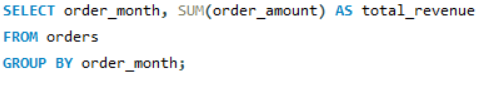 SELECT order_month, SUM(order_amount) AS total_revenue
FROM orders
GROUP BY order_month;